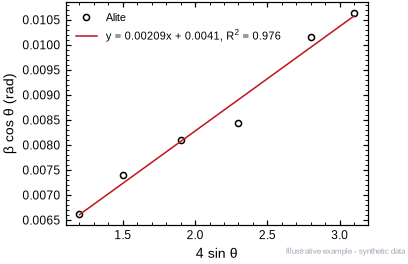 Alite
y = 0.00209x + 0.0041, R² = 0.976
0.0105
0.0100
0.0095
0.0090
0.0085
0.0080
0.0075
0.0070
0.0065
β cos θ (rad)
1.5
2.0
2.5
3.0
4 sin θ
Illustrative example - synthetic data